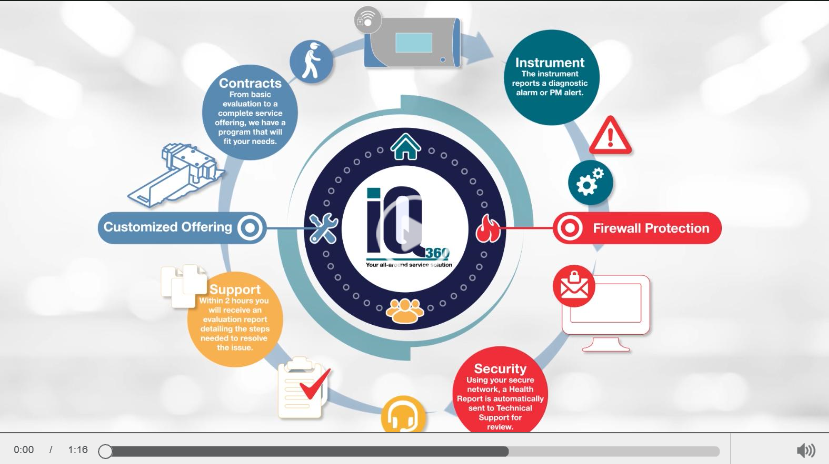 Contracts
From basic
evaluation to a
complete service
offering, we have a
program that will
fit your needs.
Instrument
The instrument
reports a diagnostic
alarm or PM alert.
Customized Offering
iQ
360
Your all-around service solution
Firewall Protection
Support
Within 2 hours you
will receive an
evaluation report
detailing the steps
needed to resolve
the issue.
Security
Using your secure
network, a Health
Report is automatically
sent to Technical
Support for
review.
0:00 / 1:16